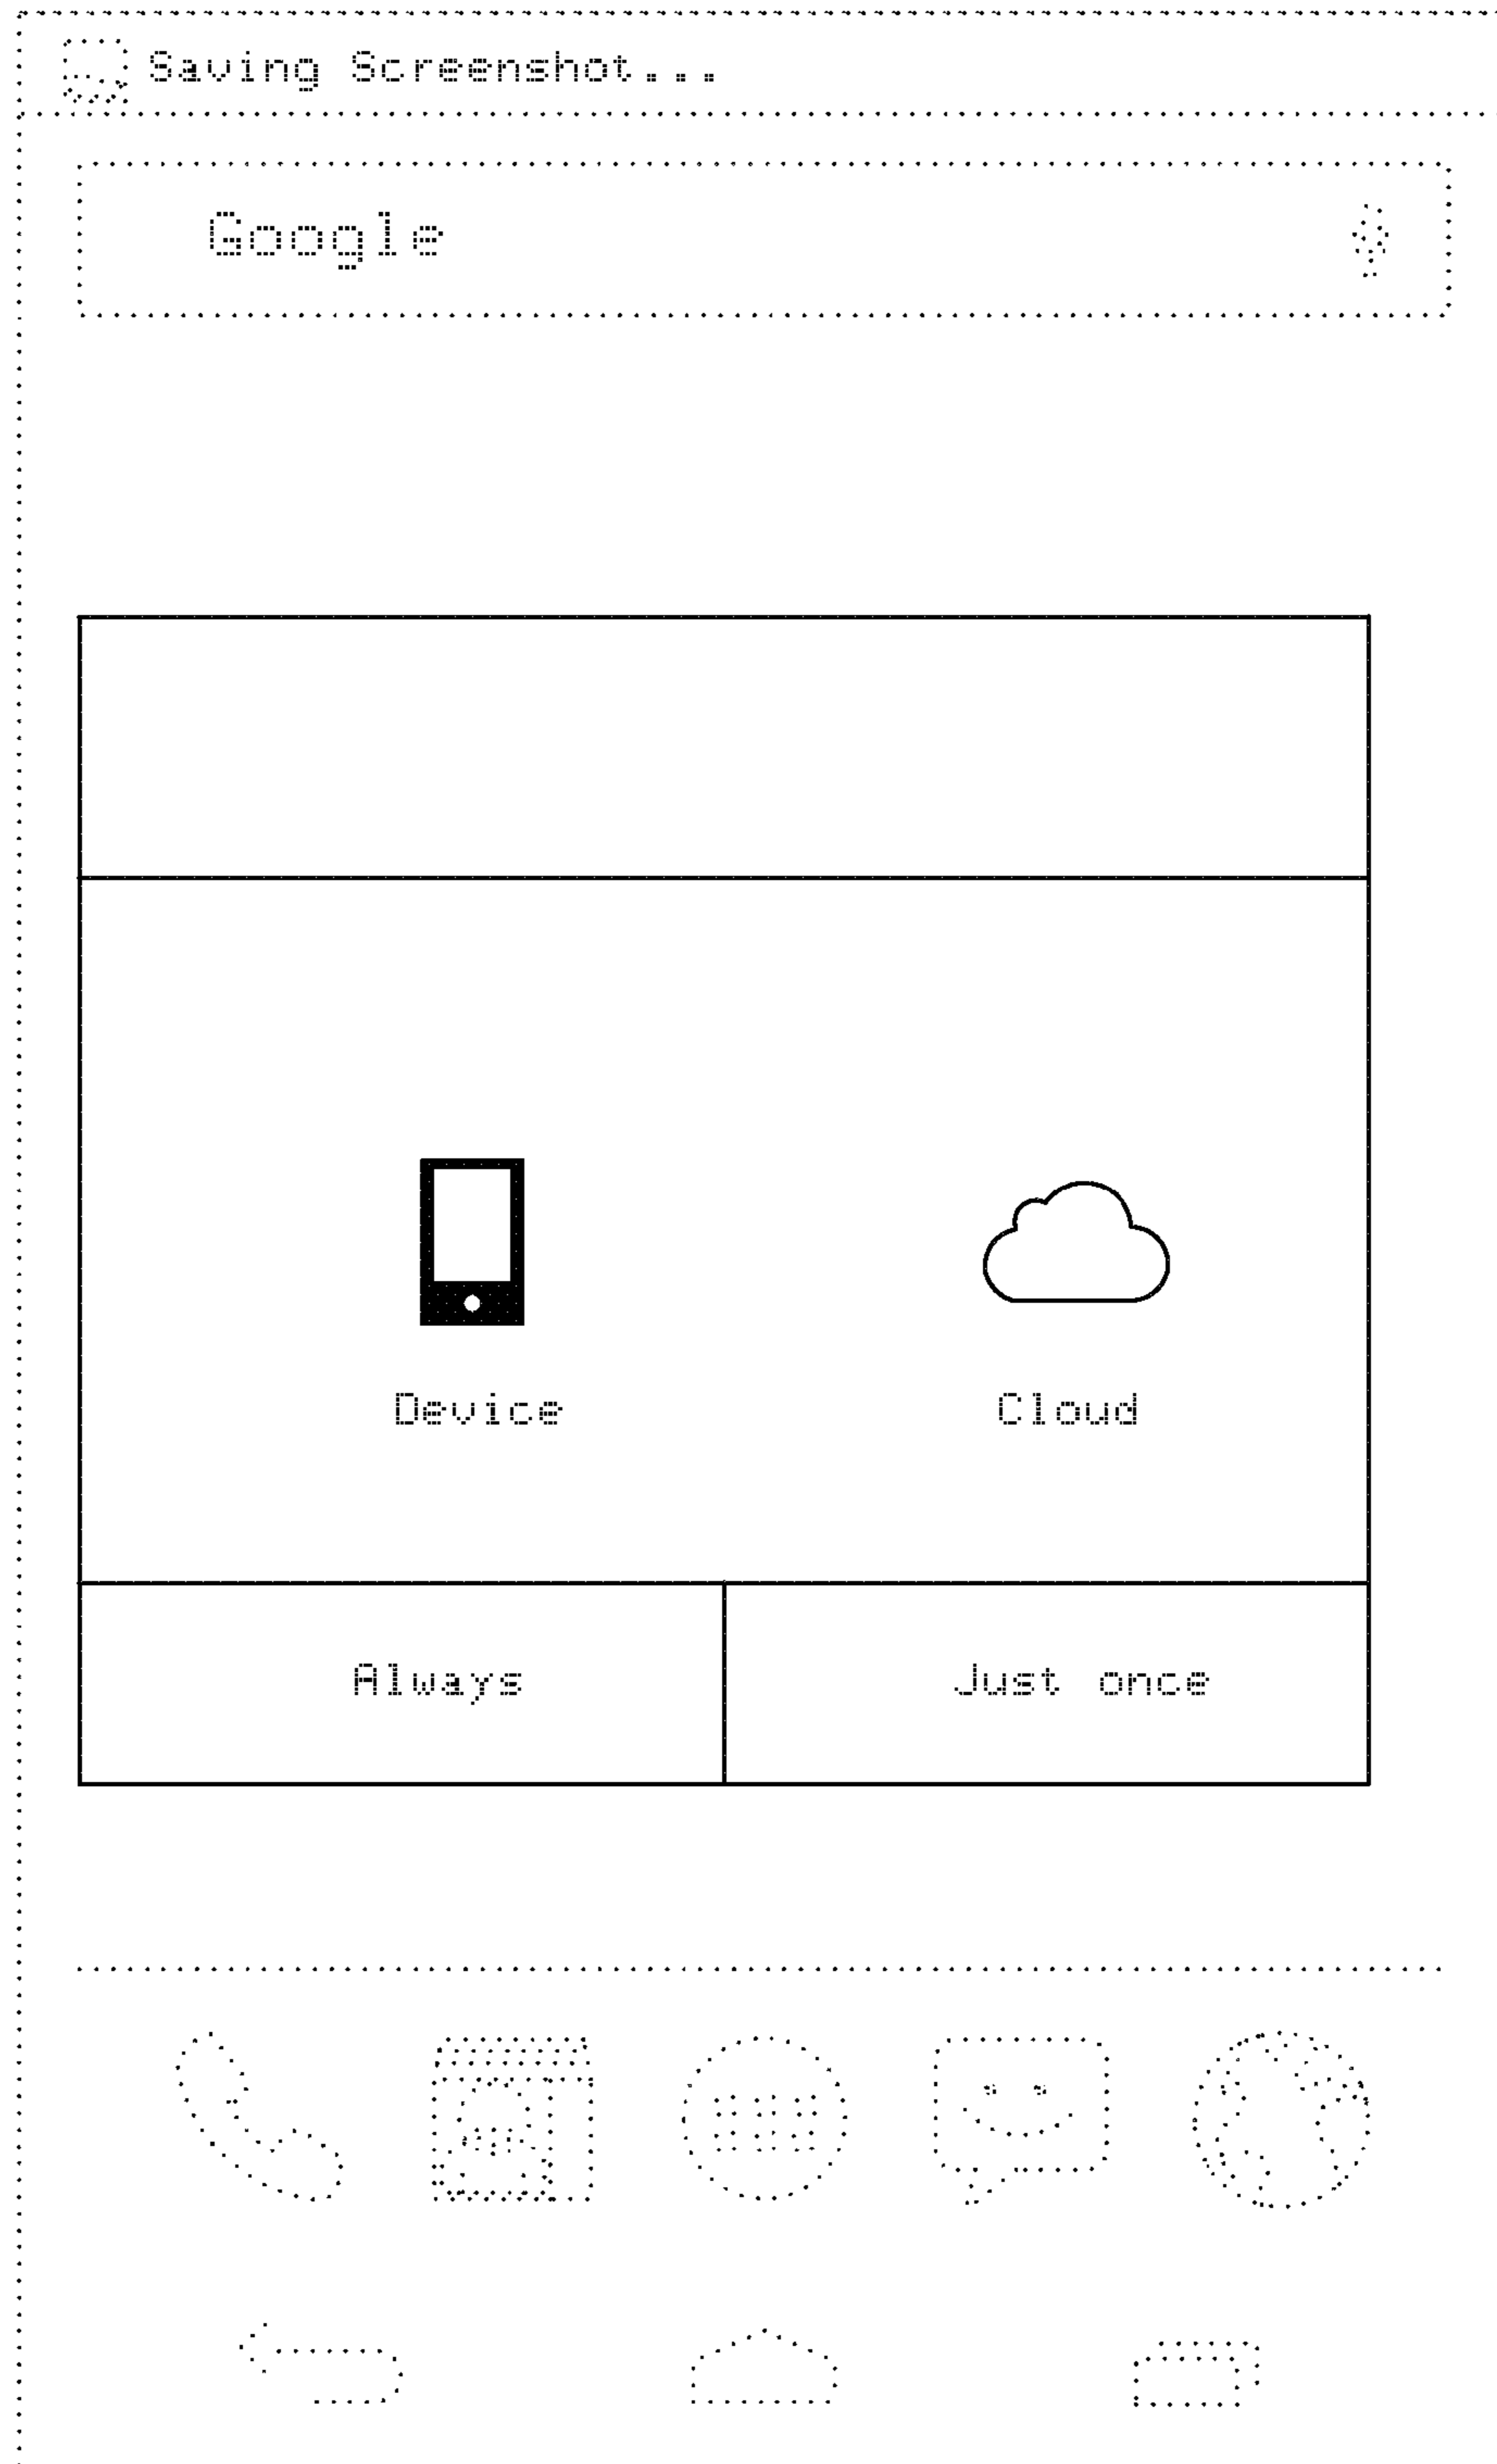 Saving Screenshot...
Google
Device Cloud
Always Just once